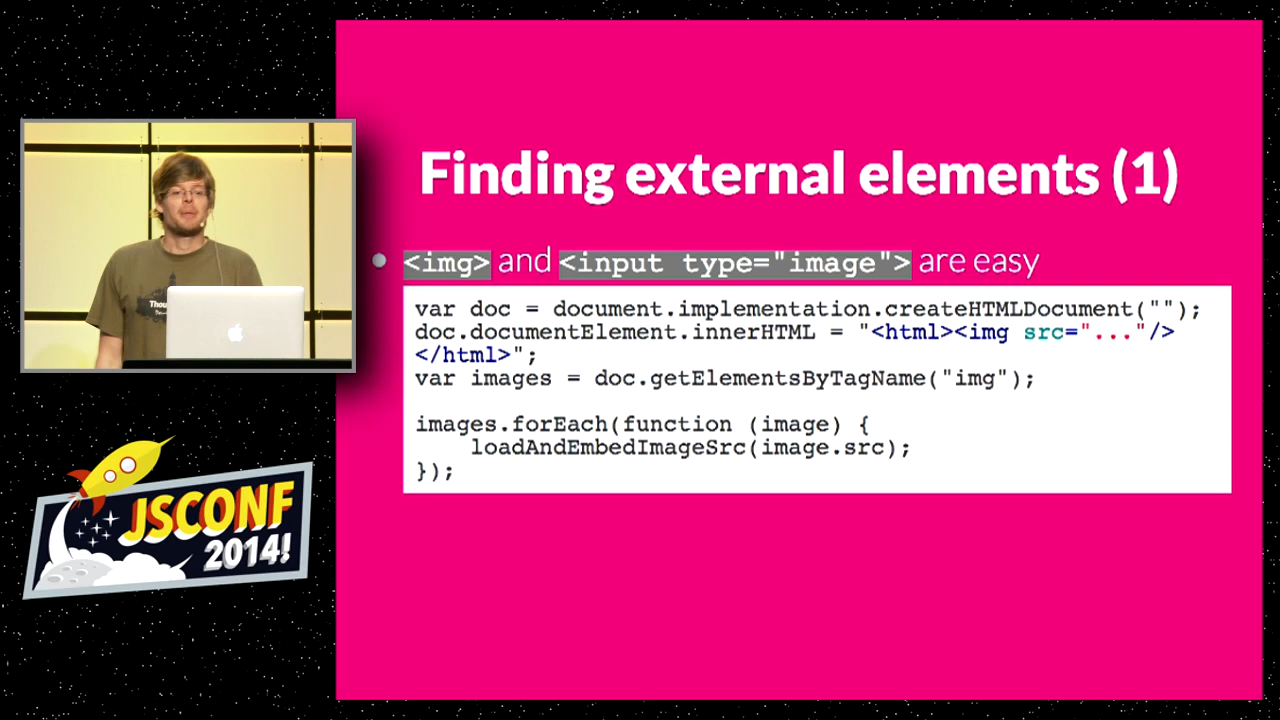 Finding external elements (1)
<img> and <input type="image"> are easy
var doc = document.implementation.createHTMLDocument("");
doc.documentElement.innerHTML = "<html><img src="..."/>
</html>";
var images = doc.getElementsByTagName("img");
images.forEach(function (image) {
    loadAndEmbedImageSrc(image.src);
});
JSCONF
2014!